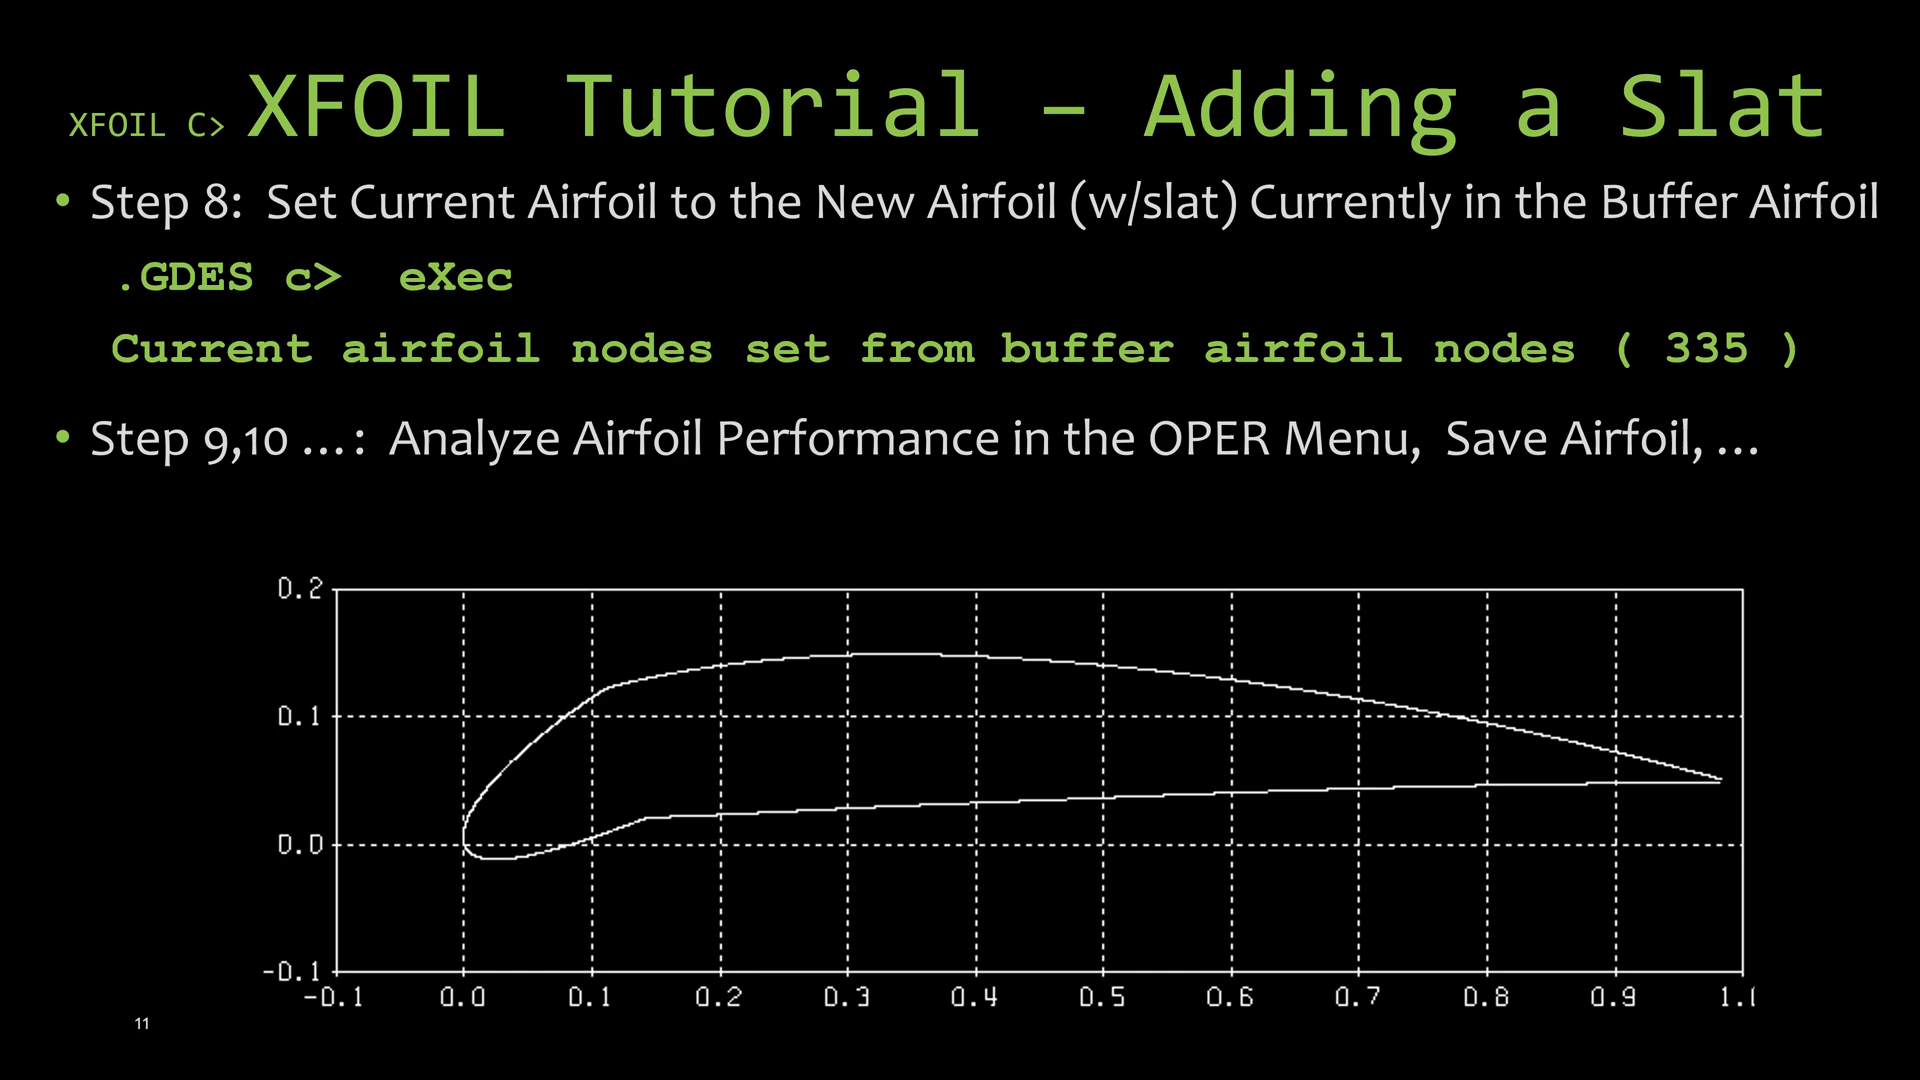 XFOIL C> XFOIL Tutorial – Adding a Slat
• Step 8: Set Current Airfoil to the New Airfoil (w/slat) Currently in the Buffer Airfoil
.GDES c> eXec
Current airfoil nodes set from buffer airfoil nodes ( 335 )
• Step 9,10 …: Analyze Airfoil Performance in the OPER Menu, Save Airfoil, …
0.2
0.1
0.0
-0.1
-0.1 0.0 0.1 0.2 0.3 0.4 0.5 0.6 0.7 0.8 0.9
11